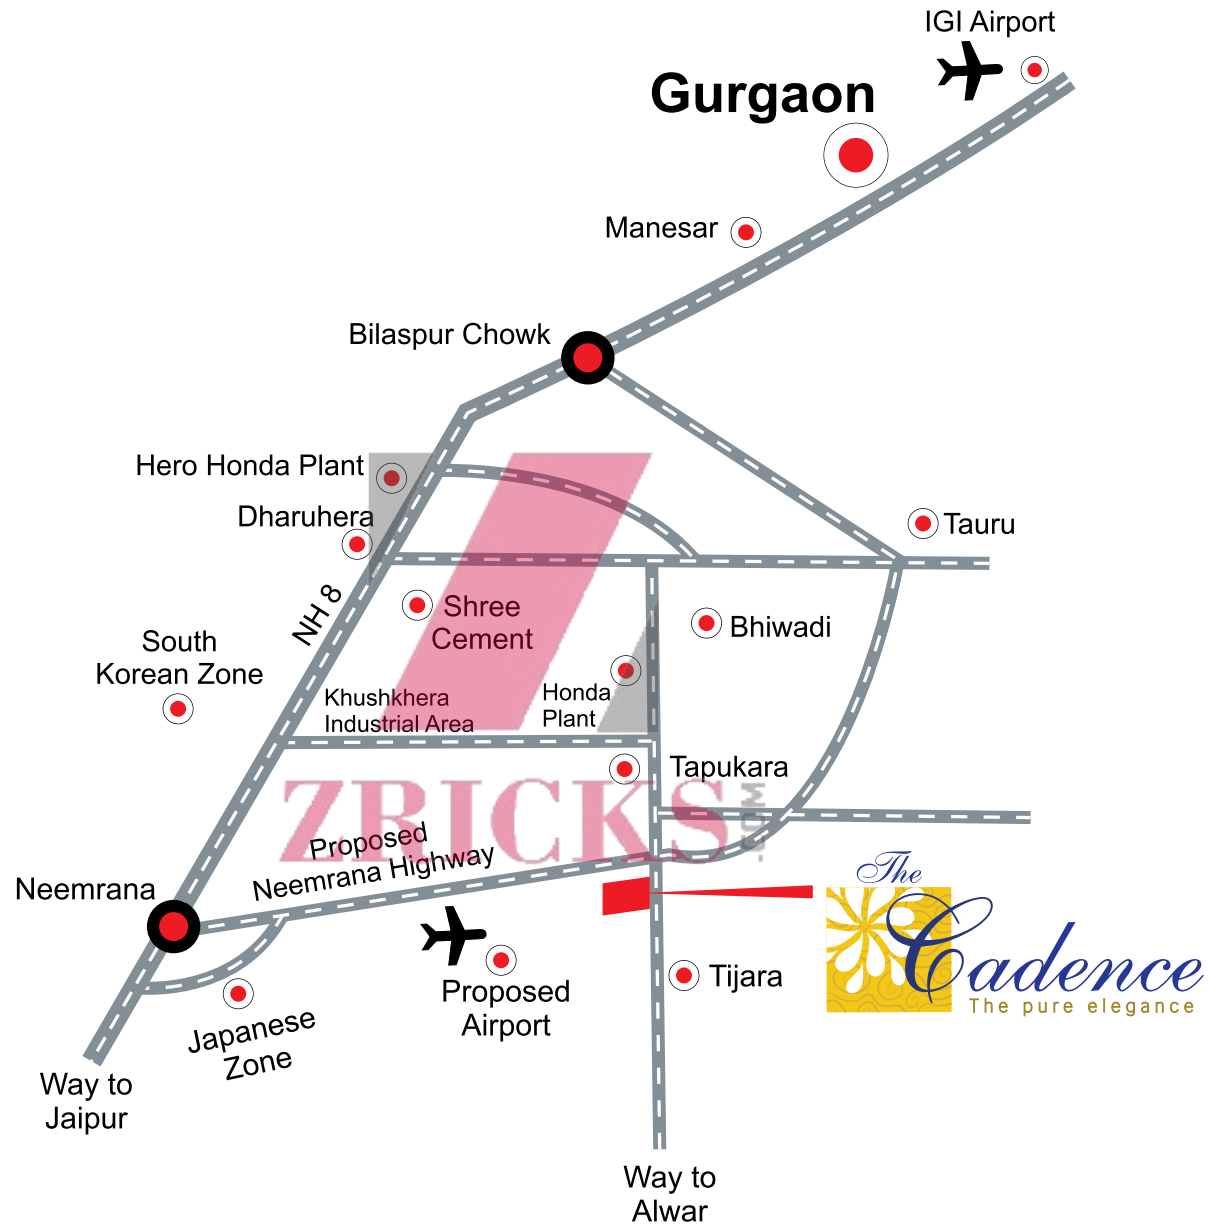 IGI Airport
Gurgaon
Manesar
Bilaspur Chowk
Hero Honda Plant
Dharuhera
Tauru
NH 8
Shree
Cement
Bhiwadi
South
Korean Zone
Khushkhera
Industrial Area
Honda
Plant
Tapukara
ZRICKS
.COM
Proposed
Neemrana Highway
Neemrana
The
Cadence
The pure elegance
Proposed
Airport
Tijara
Japanese
Zone
Way to
Jaipur
Way to
Alwar